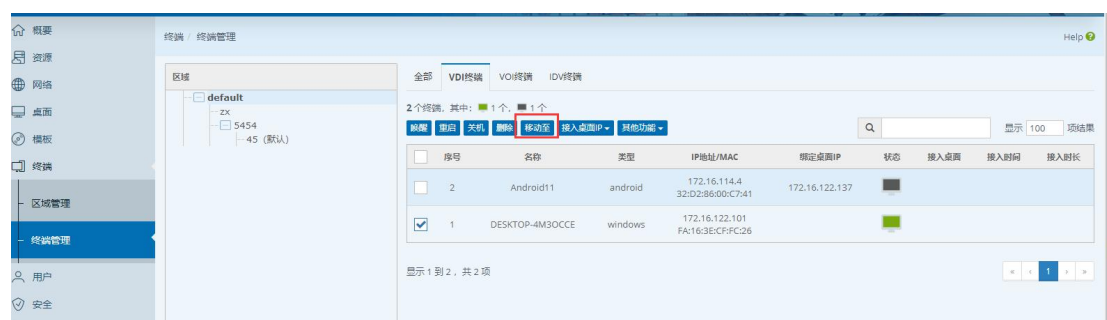 概要
资源
网络
桌面
模板
终端
区域管理
终端管理
用户
安全
终端 / 终端管理
Help
区域
default
zx
5454
45 (默认)
全部 VDI终端 VOI终端 IDV终端
2个终端, 其中: 1个, 1个
唤醒 重启 关机 删除 移动至 接入桌面IP 其他功能 显示 100 项结果
序号 名称 类型 IP地址/MAC 绑定桌面IP 状态 接入桌面 接入时间 接入时长
2 Android11 android 172.16.114.4 172.16.122.137
32:D2:86:00:C7:41
1 DESKTOP-4M3OCCE windows 172.16.122.101
FA:16:3E:CF:FC:26
显示 1 到 2 , 共 2 项
« ‹ 1 › »